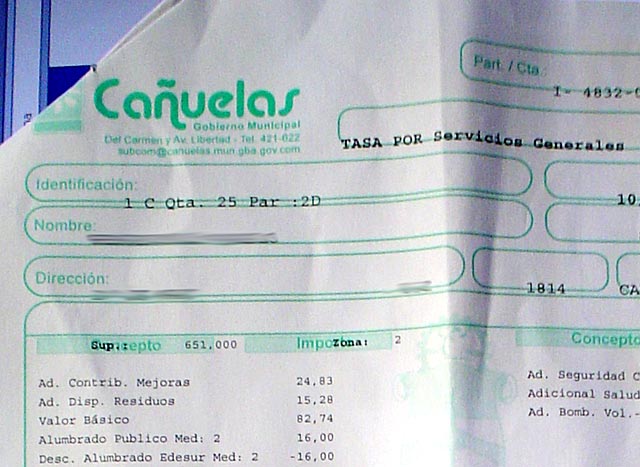 Cañuelas
Gobierno Municipal
Del Carmen y Av. Libertad - Tel. 421-622
subcom@canuelas.mun.gba.gov.com
Part. / Cta.:
I- 4832-
TASA POR Servicios Generales
Identificación:
1 C Qta. 25 Par :2D
10.
Nombre:
Dirección:
1814
CA
Sup.: 651,000 Zona: 2
Concepto
Ad. Contrib. Mejoras 24,83
Ad. Disp. Residuos 15,28
Valor Básico 82,74
Alumbrado Publico Med: 2 16,00
Desc. Alumbrado Edesur Med: 2 -16,00
Ad. Seguridad C
Adicional Salud
Ad. Bomb. Vol.-